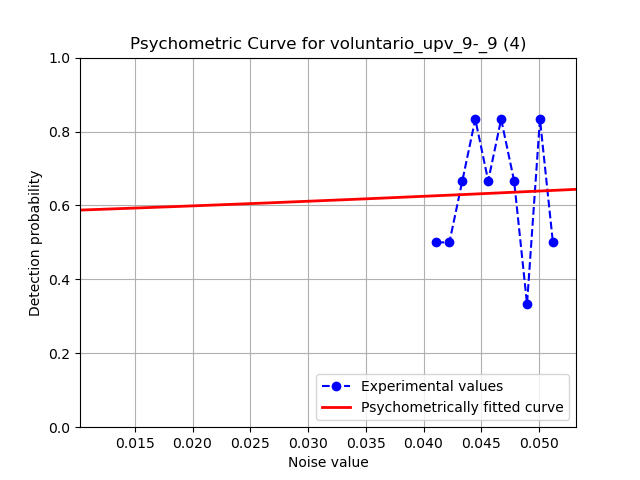 Psychometric Curve for voluntario_upv_9-_9 (4)
1.0
0.8
0.6
0.4
0.2
0.0
Detection probability
0.015 0.020 0.025 0.030 0.035 0.040 0.045 0.050
Noise value
Experimental values
Psychometrically fitted curve